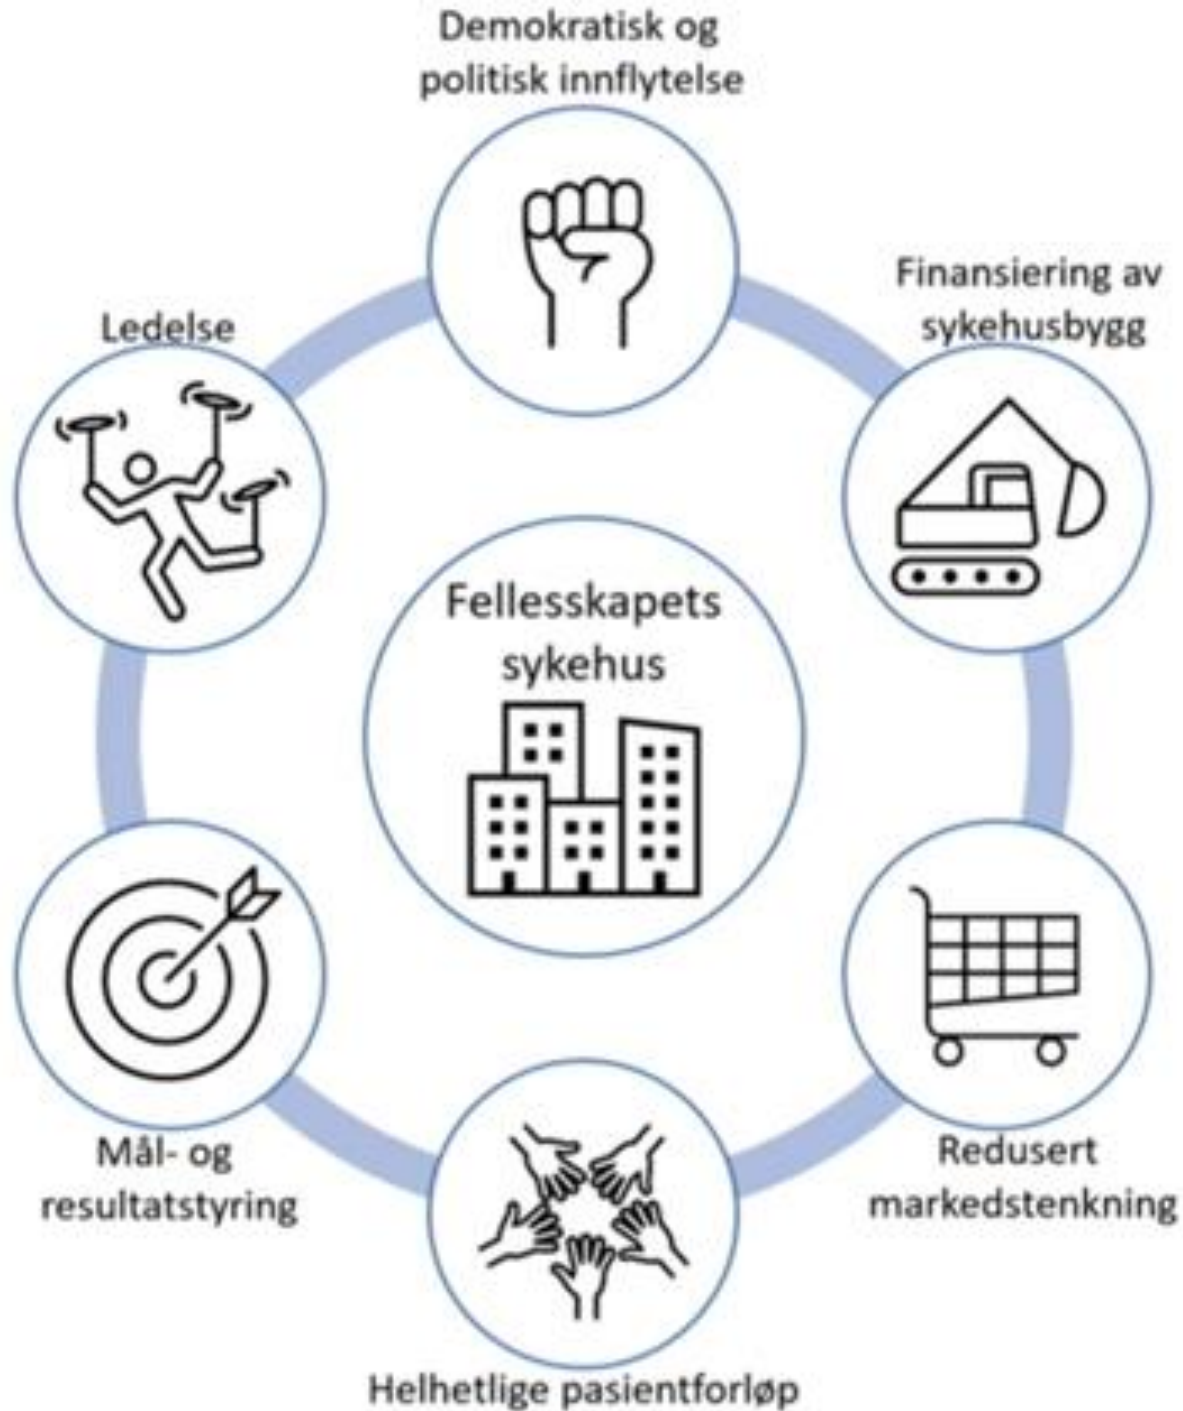 Demokratisk og
politisk innflytelse
Finansiering av
sykehusbygg
Ledelse
Fellesskapets
sykehus
Mål- og
resultatstyring
Redusert
markedstenkning
Helhetlige pasientforløp